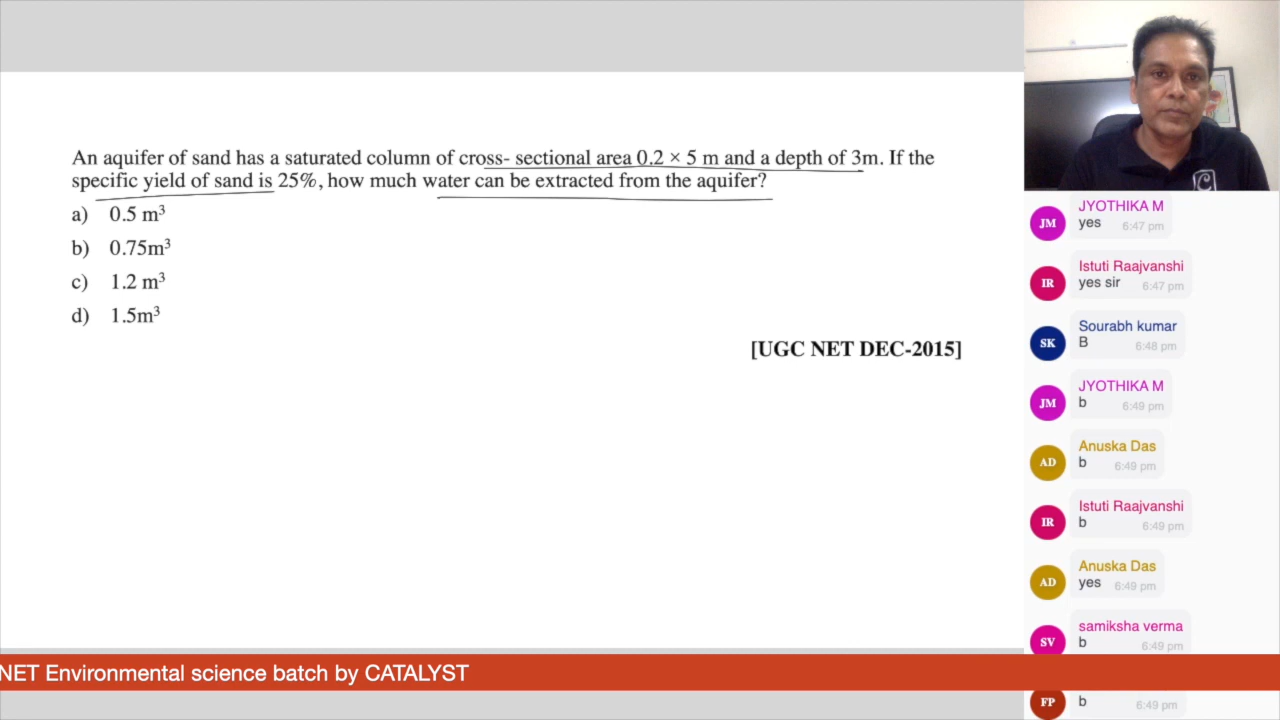 An aquifer of sand has a saturated column of cross- sectional area 0.2 × 5 m and a depth of 3m. If the
specific yield of sand is 25%, how much water can be extracted from the aquifer?
a) 0.5 m³
b) 0.75m³
c) 1.2 m³
d) 1.5m³
[UGC NET DEC-2015]
JYOTHIKA M
JM yes 6:47 pm
Istuti Raajvanshi
IR yes sir 6:47 pm
Sourabh kumar
SK B 6:48 pm
JYOTHIKA M
JM b 6:49 pm
Anuska Das
AD b 6:49 pm
Istuti Raajvanshi
IR b 6:49 pm
Anuska Das
AD yes 6:49 pm
samiksha verma
SV b 6:49 pm
NET Environmental science batch by CATALYST
FP b 6:49 pm